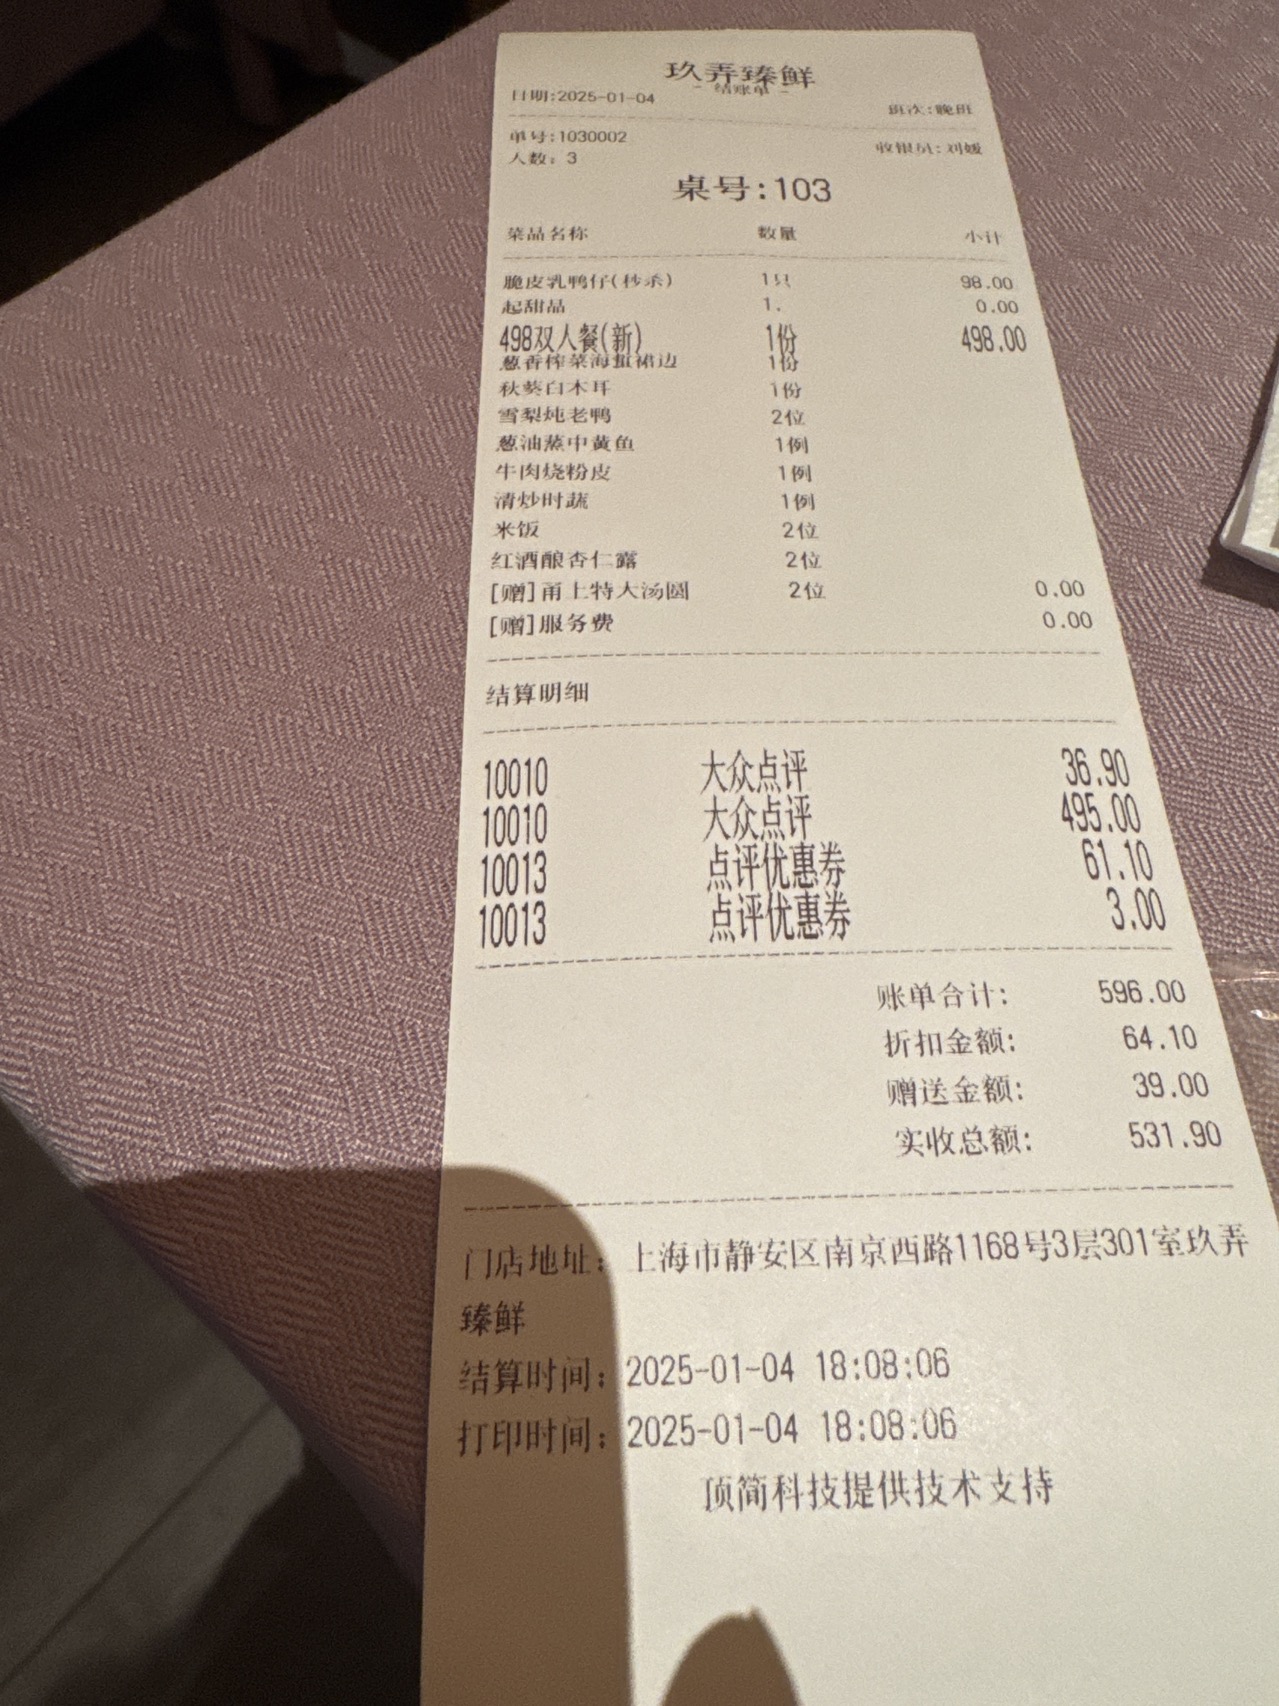 玖弄臻鲜
- 结账单 -
日期:2025-01-04 班次:晚班
单号:1030002
人数: 3 收银员:刘媛
桌号:103
菜品名称 数量 小计
脆皮乳鸭仔(秒杀) 1只 98.00
起甜品 1. 0.00
498双人餐(新) 1份 498.00
葱香榨菜海蜇裙边 1份
秋葵白木耳 1份
雪梨炖老鸭 2位
葱油蒸中黄鱼 1例
牛肉烧粉皮 1例
清炒时蔬 1例
米饭 2位
红酒酿杏仁露 2位
[赠]甬上特大汤圆 2位 0.00
[赠]服务费 0.00
结算明细
10010 大众点评 36.90
10010 大众点评 495.00
10013 点评优惠券 61.10
10013 点评优惠券 3.00
账单合计: 596.00
折扣金额: 64.10
赠送金额: 39.00
实收总额: 531.90
门店地址: 上海市静安区南京西路1168号3层301室玖弄
臻鲜
结算时间: 2025-01-04 18:08:06
打印时间: 2025-01-04 18:08:06
顶简科技提供技术支持